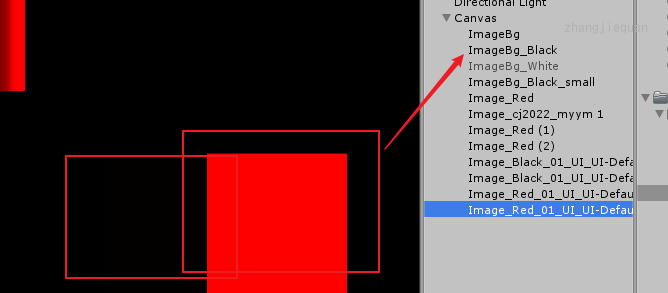 Directional Light
Canvas
zhangjiequan
ImageBg
ImageBg_Black
ImageBg_White
ImageBg_Black_small
Image_Red
Image_cj2022_myym 1
Image_Red (1)
Image_Red (2)
Image_Black_01_UI_UI-Defa
Image_Black_01_UI_UI-Defa
Image_Red_01_UI_UI-Defau
Image_Red_01_UI_UI-Defau